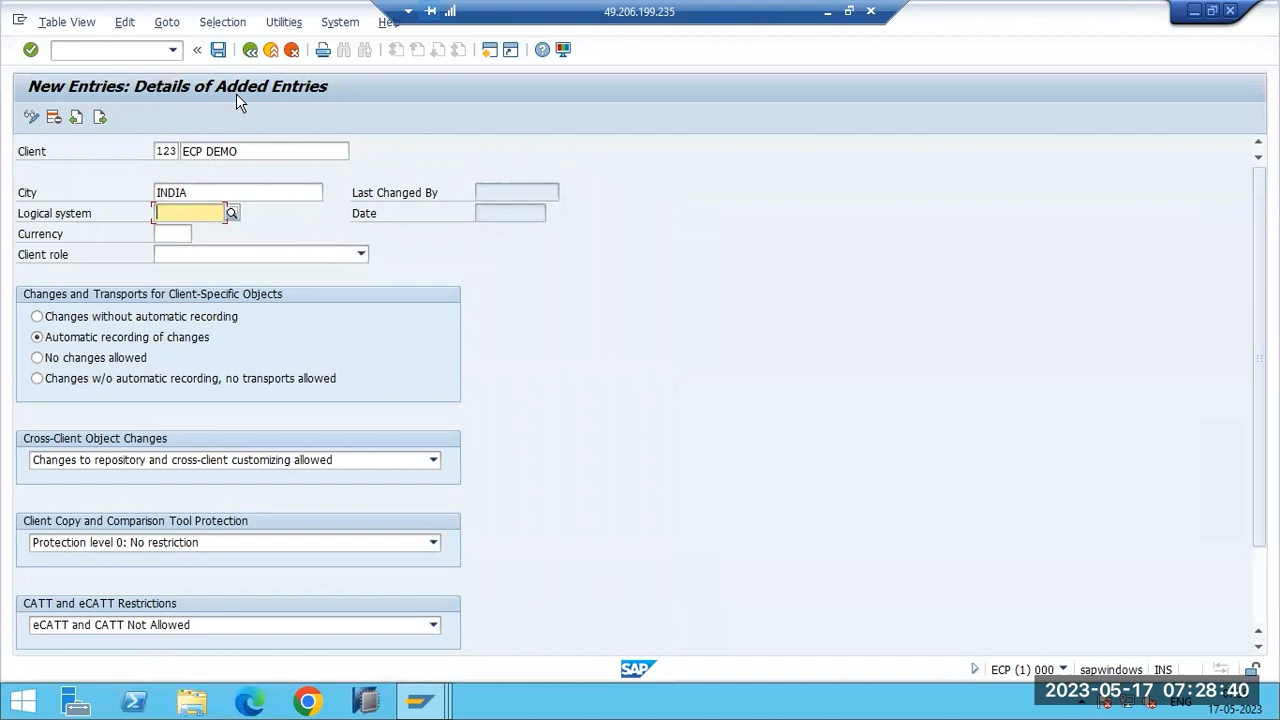 49.206.199.235
Table View Edit Goto Selection Utilities System Help
New Entries: Details of Added Entries
Client 123 ECP DEMO
City INDIA Last Changed By
Logical system Date
Currency
Client role
Changes and Transports for Client-Specific Objects
Changes without automatic recording
Automatic recording of changes
No changes allowed
Changes w/o automatic recording, no transports allowed
Cross-Client Object Changes
Changes to repository and cross-client customizing allowed
Client Copy and Comparison Tool Protection
Protection level 0: No restriction
CATT and eCATT Restrictions
eCATT and CATT Not Allowed
SAP
ECP (1) 000 sapwindows INS
2023-05-17 07:28:40
ENG
17-05-2023